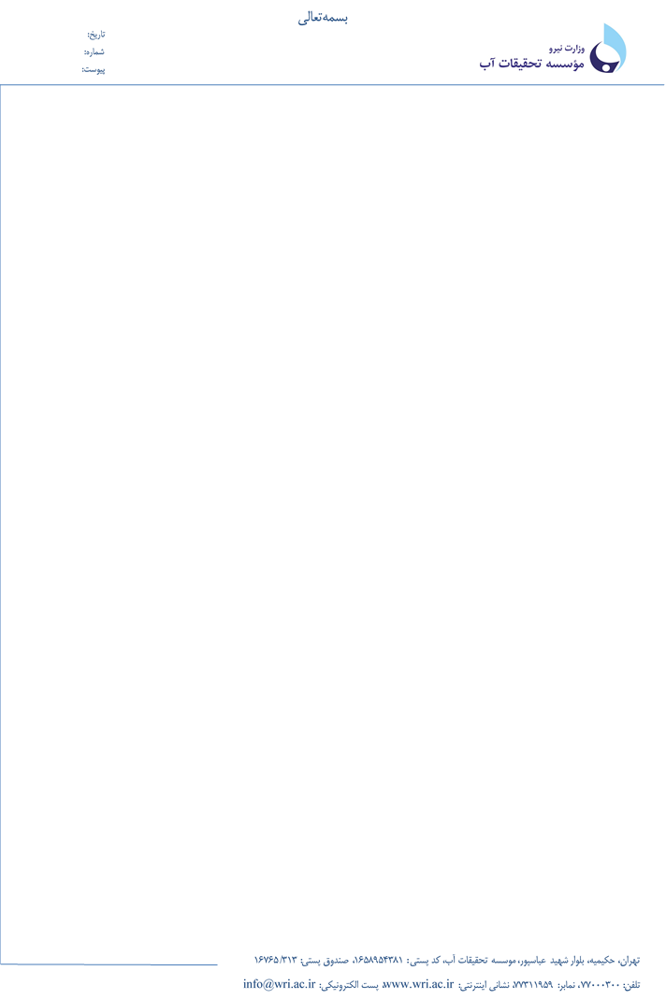 بسمه‌تعالی
وزارت نیرو
مؤسسه تحقیقات آب
تاریخ:
شماره:
پیوست:
تهران، حکیمیه، بلوار شهید عباسپور، موسسه تحقیقات آب، کد پستی: ۱۶۵۸۹۵۴۳۸۱، صندوق پستی: ۱۶۷۶۵/۳۱۳
تلفن: ۷۷۰۰۰۳۰۰، نمابر: ۷۷۳۱۱۹۵۹، نشانی اینترنتی: www.wri.ac.ir، پست الکترونیکی: info@wri.ac.ir